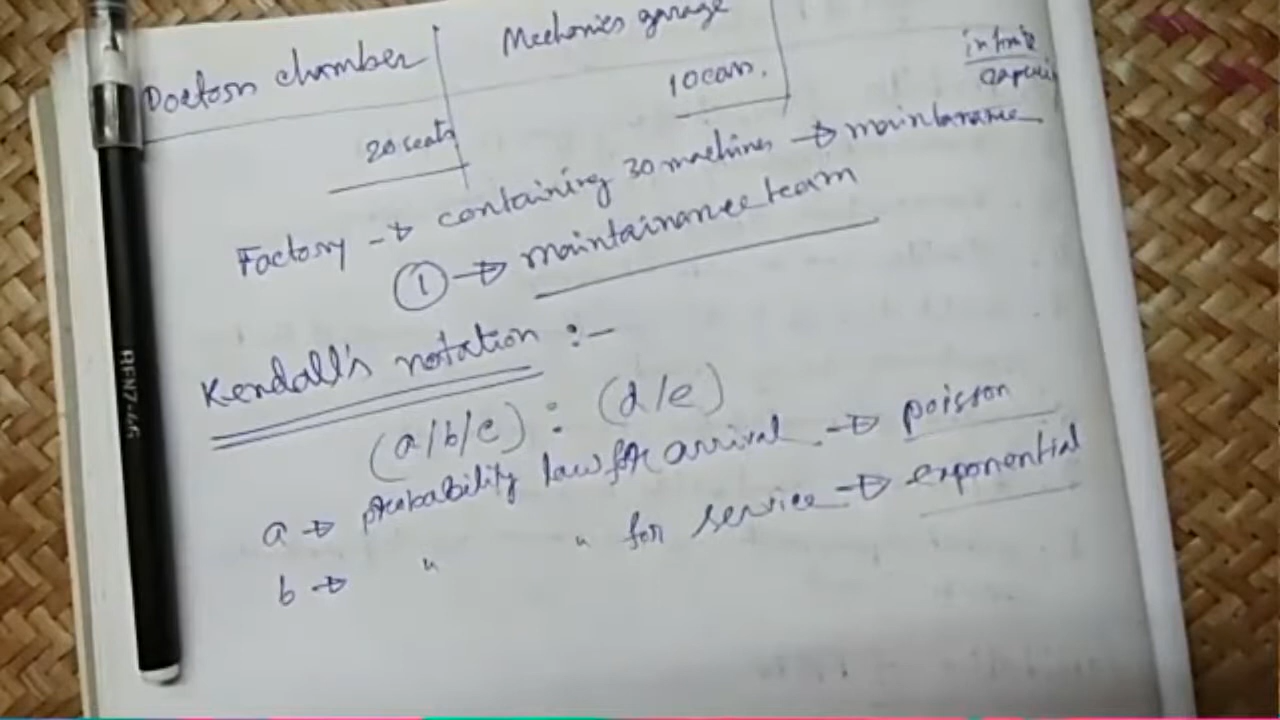 Doctors chamber
Mechanics garage
infinite
capacity
20 seats
10 cars.
Factory → containing 30 machines → maintanance
① → maintainance team
Kendall's notation :-
(a/b/c) : (d/e)
a → probability law for arrival → poisson
b → " " for service → exponential